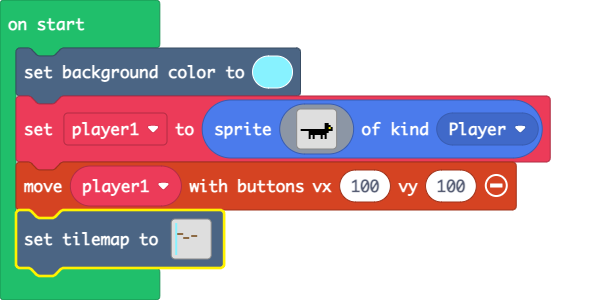 on start
set background color to
set player1 to sprite of kind Player
move player1 with buttons vx 100 vy 100
set tilemap to